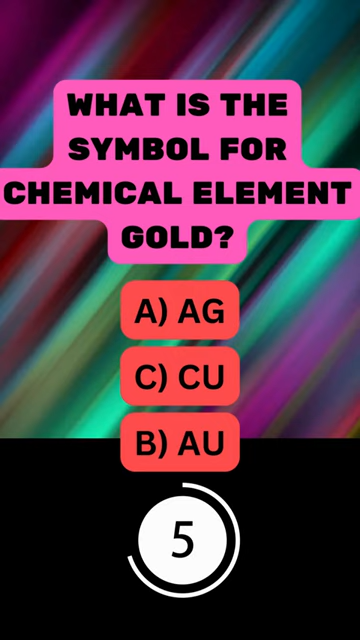 WHAT IS THE
SYMBOL FOR
CHEMICAL ELEMENT
GOLD?
A) AG
C) CU
B) AU
5